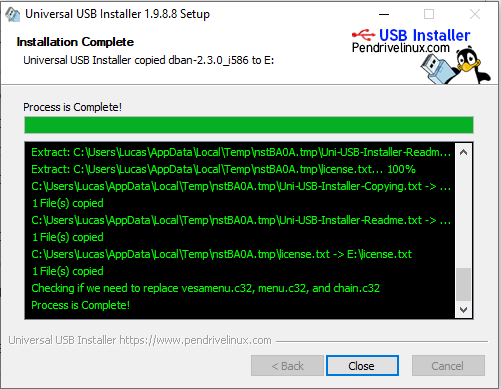 Universal USB Installer 1.9.8.8 Setup
Installation Complete
Universal USB Installer copied dban-2.3.0_i586 to E:
USB Installer
Pendrivelinux.com
Process is Complete!
Extract: C:\Users\Lucas\AppData\Local\Temp\nstBA0A.tmp\Uni-USB-Installer-Readm...
Extract: C:\Users\Lucas\AppData\Local\Temp\nstBA0A.tmp\license.txt... 100%
C:\Users\Lucas\AppData\Local\Temp\nstBA0A.tmp\Uni-USB-Installer-Copying.txt -> ...
1 File(s) copied
C:\Users\Lucas\AppData\Local\Temp\nstBA0A.tmp\Uni-USB-Installer-Readme.txt -> ...
1 File(s) copied
C:\Users\Lucas\AppData\Local\Temp\nstBA0A.tmp\license.txt -> E:\license.txt
1 File(s) copied
Checking if we need to replace vesamenu.c32, menu.c32, and chain.c32
Process is Complete!
Universal USB Installer https://www.pendrivelinux.com
< Back
Close
Cancel